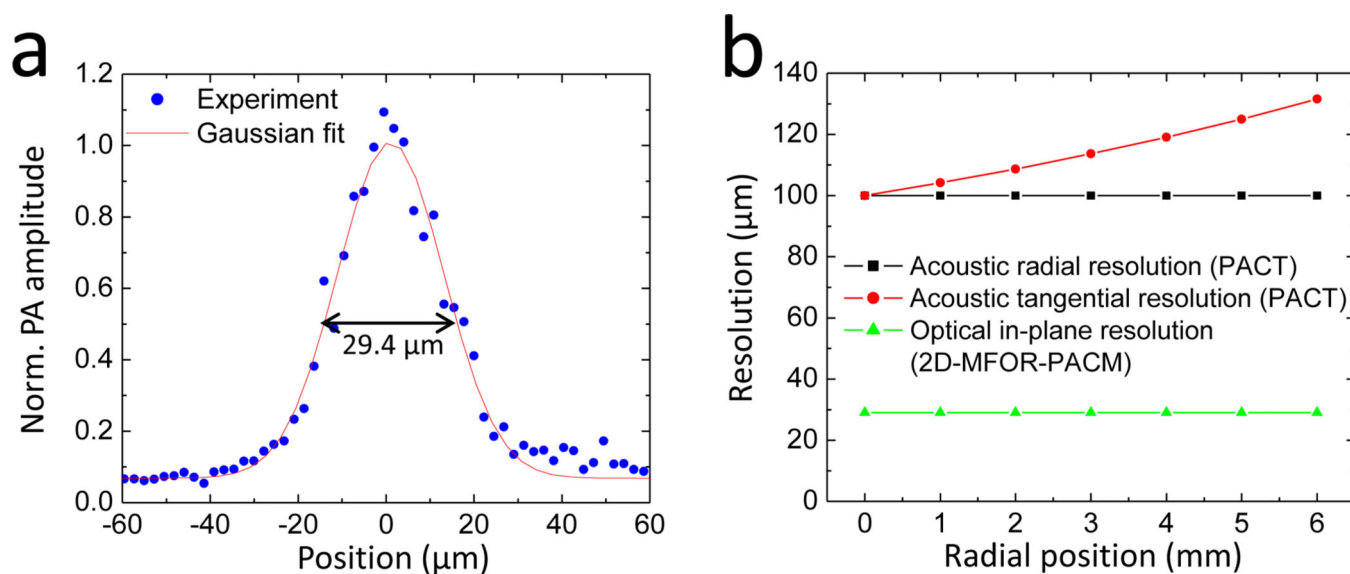 a
1.2
1.0
0.8
0.6
0.4
0.2
0.0
Norm. PA amplitude
Experiment
Gaussian fit
29.4 µm
-60 -40 -20 0 20 40 60
Position (µm)
b
140
120
100
80
60
40
20
0
Resolution (µm)
Acoustic radial resolution (PACT)
Acoustic tangential resolution (PACT)
Optical in-plane resolution
(2D-MFOR-PACM)
0 1 2 3 4 5 6
Radial position (mm)